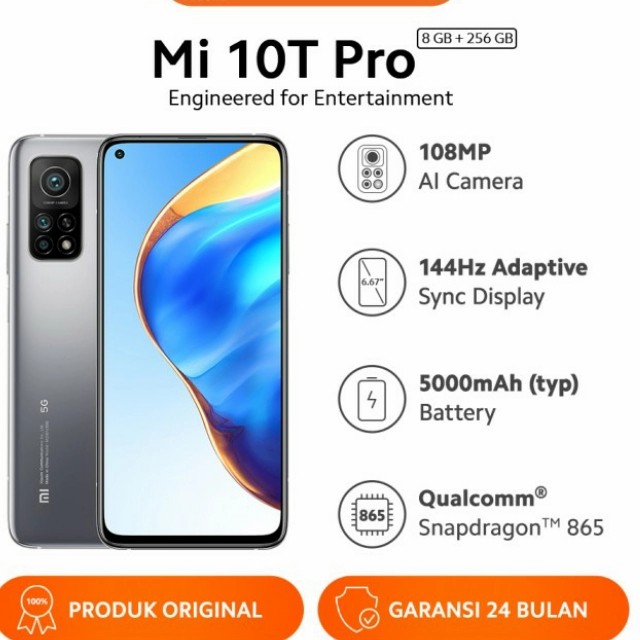 Mi 10T Pro
8 GB + 256 GB
Engineered for Entertainment
108MP
AI Camera
6.67"
144Hz Adaptive
Sync Display
5000mAh (typ)
Battery
865
Qualcomm®
Snapdragon™ 865
5G
MI
100%
PRODUK ORIGINAL
GARANSI 24 BULAN